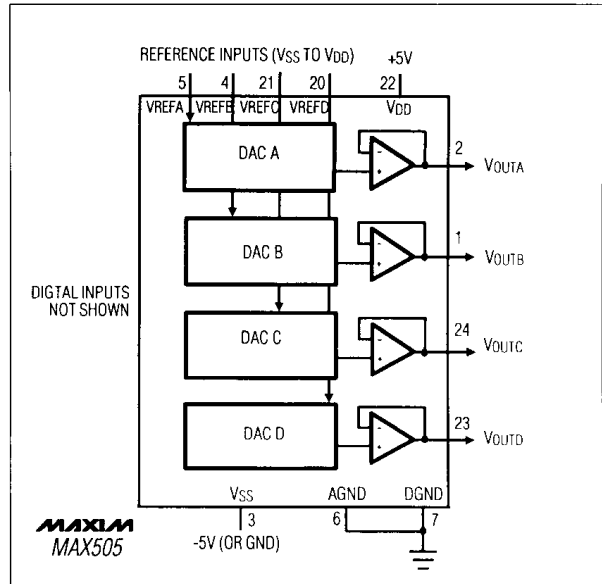 REFERENCE INPUTS (VSS TO VDD) +5V
5 4 21 20 22
VREFA VREFB VREFC VREFD VDD
DAC A
2
VOUTA
DAC B
1
VOUTB
DIGTAL INPUTS
NOT SHOWN
DAC C
24
VOUTC
DAC D
23
VOUTD
VSS AGND DGND
3 6 7
-5V (OR GND)
MAXIM
MAX505